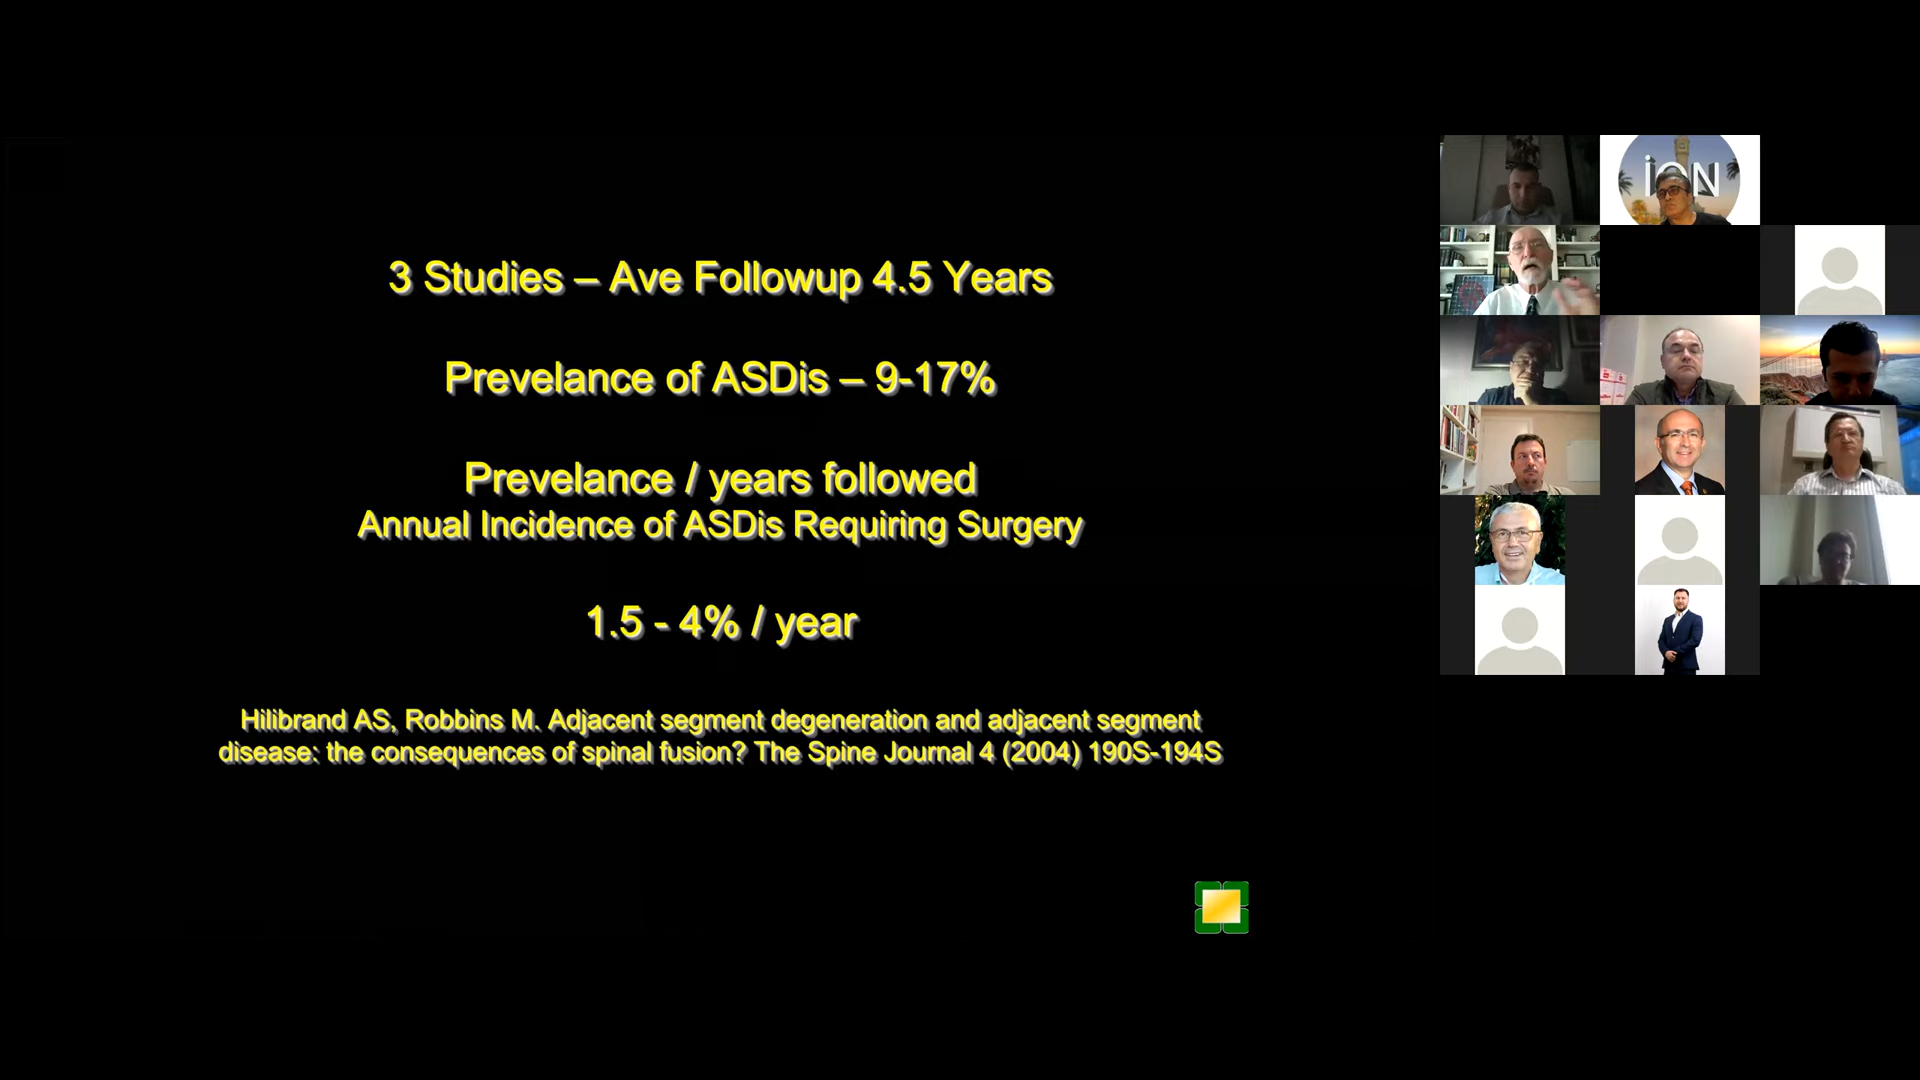 3 Studies – Ave Followup 4.5 Years
Prevelance of ASDis – 9-17%
Prevelance / years followed
Annual Incidence of ASDis Requiring Surgery
1.5 - 4% / year
Hilibrand AS, Robbins M. Adjacent segment degeneration and adjacent segment
disease: the consequences of spinal fusion? The Spine Journal 4 (2004) 190S-194S